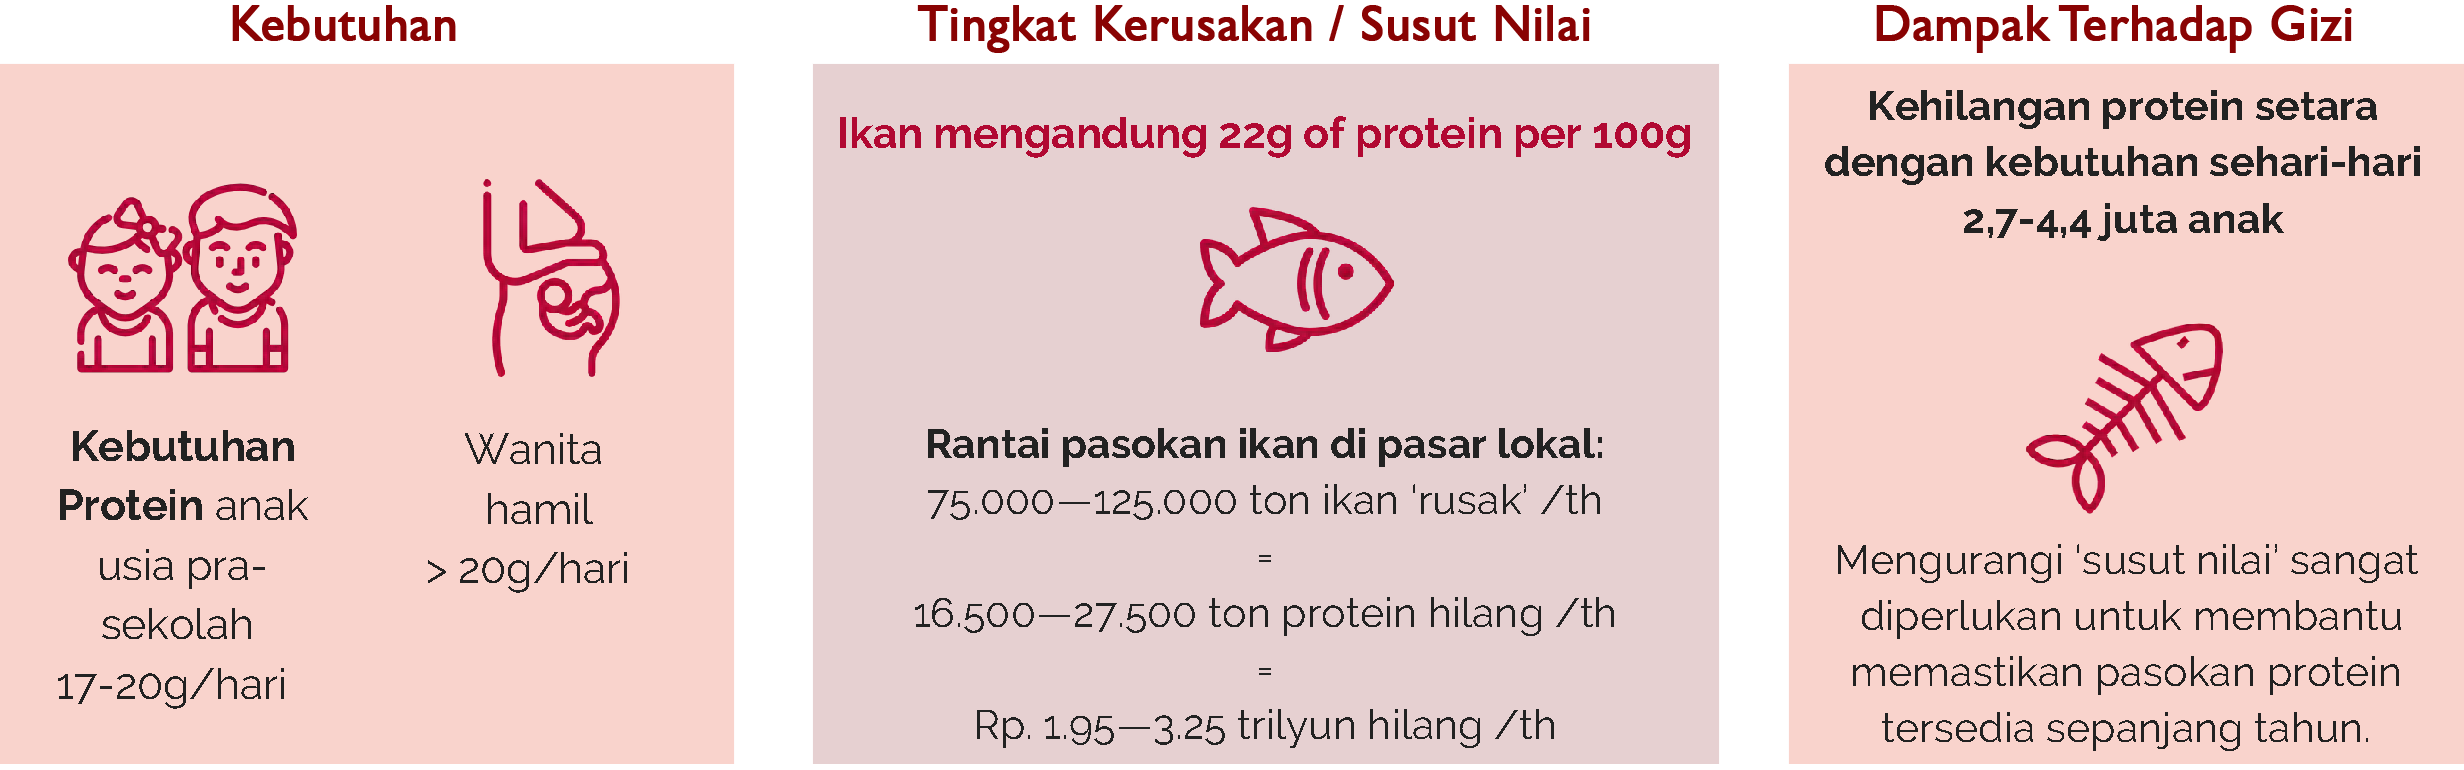 Kebutuhan
Kebutuhan
Protein anak
usia pra-
sekolah
17-20g/hari
Wanita
hamil
> 20g/hari
Tingkat Kerusakan / Susut Nilai
Ikan mengandung 22g of protein per 100g
Rantai pasokan ikan di pasar lokal:
75.000—125.000 ton ikan ‘rusak’ /th
=
16.500—27.500 ton protein hilang /th
=
Rp. 1.95—3.25 trilyun hilang /th
Dampak Terhadap Gizi
Kehilangan protein setara
dengan kebutuhan sehari-hari
2,7-4,4 juta anak
Mengurangi ‘susut nilai’ sangat
diperlukan untuk membantu
memastikan pasokan protein
tersedia sepanjang tahun.